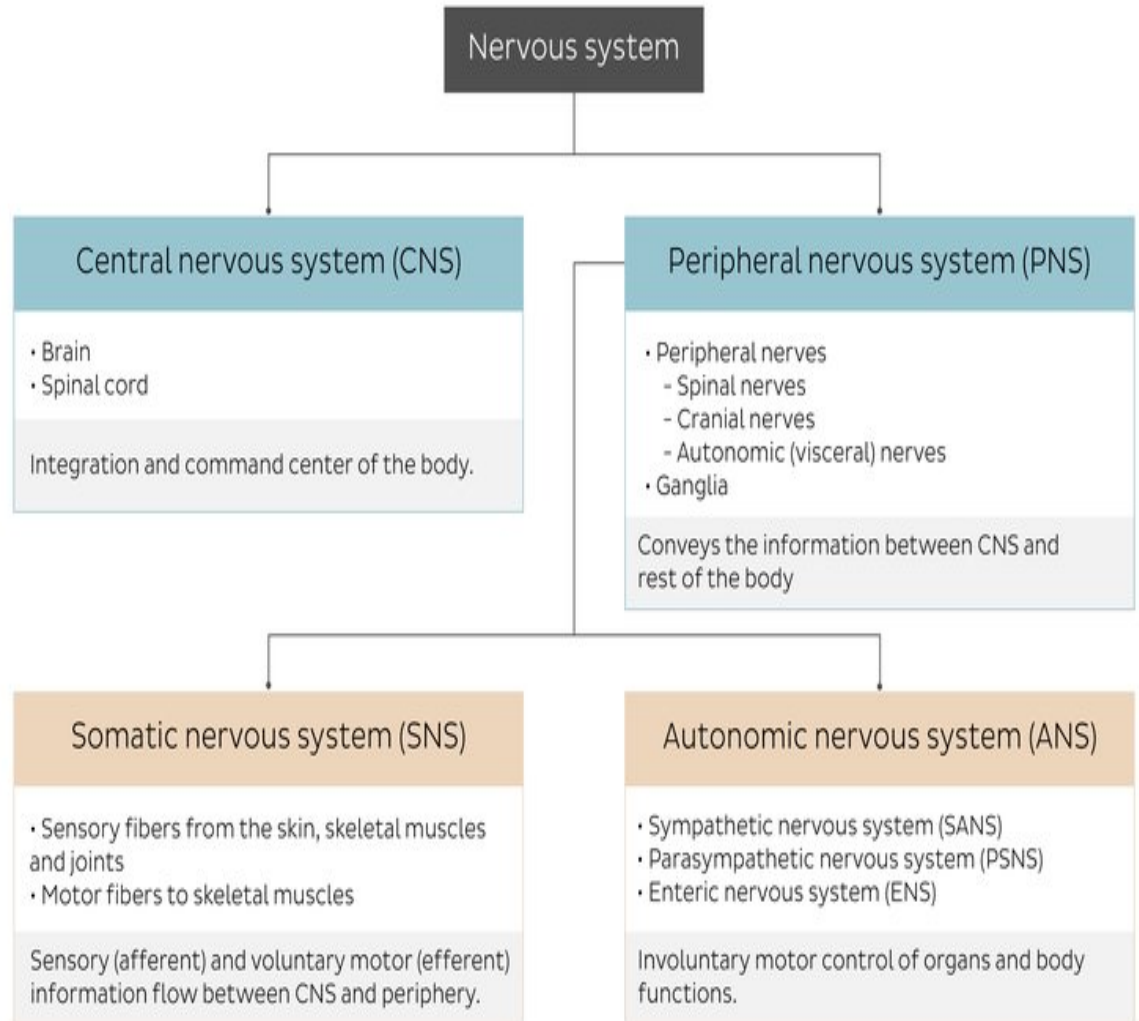 Nervous system
Central nervous system (CNS)
• Brain
• Spinal cord
Integration and command center of the body.
Peripheral nervous system (PNS)
• Peripheral nerves
- Spinal nerves
- Cranial nerves
- Autonomic (visceral) nerves
• Ganglia
Conveys the information between CNS and
rest of the body
Somatic nervous system (SNS)
• Sensory fibers from the skin, skeletal muscles
and joints
• Motor fibers to skeletal muscles
Sensory (afferent) and voluntary motor (efferent)
information flow between CNS and periphery.
Autonomic nervous system (ANS)
• Sympathetic nervous system (SANS)
• Parasympathetic nervous system (PSNS)
• Enteric nervous system (ENS)
Involuntary motor control of organs and body
functions.